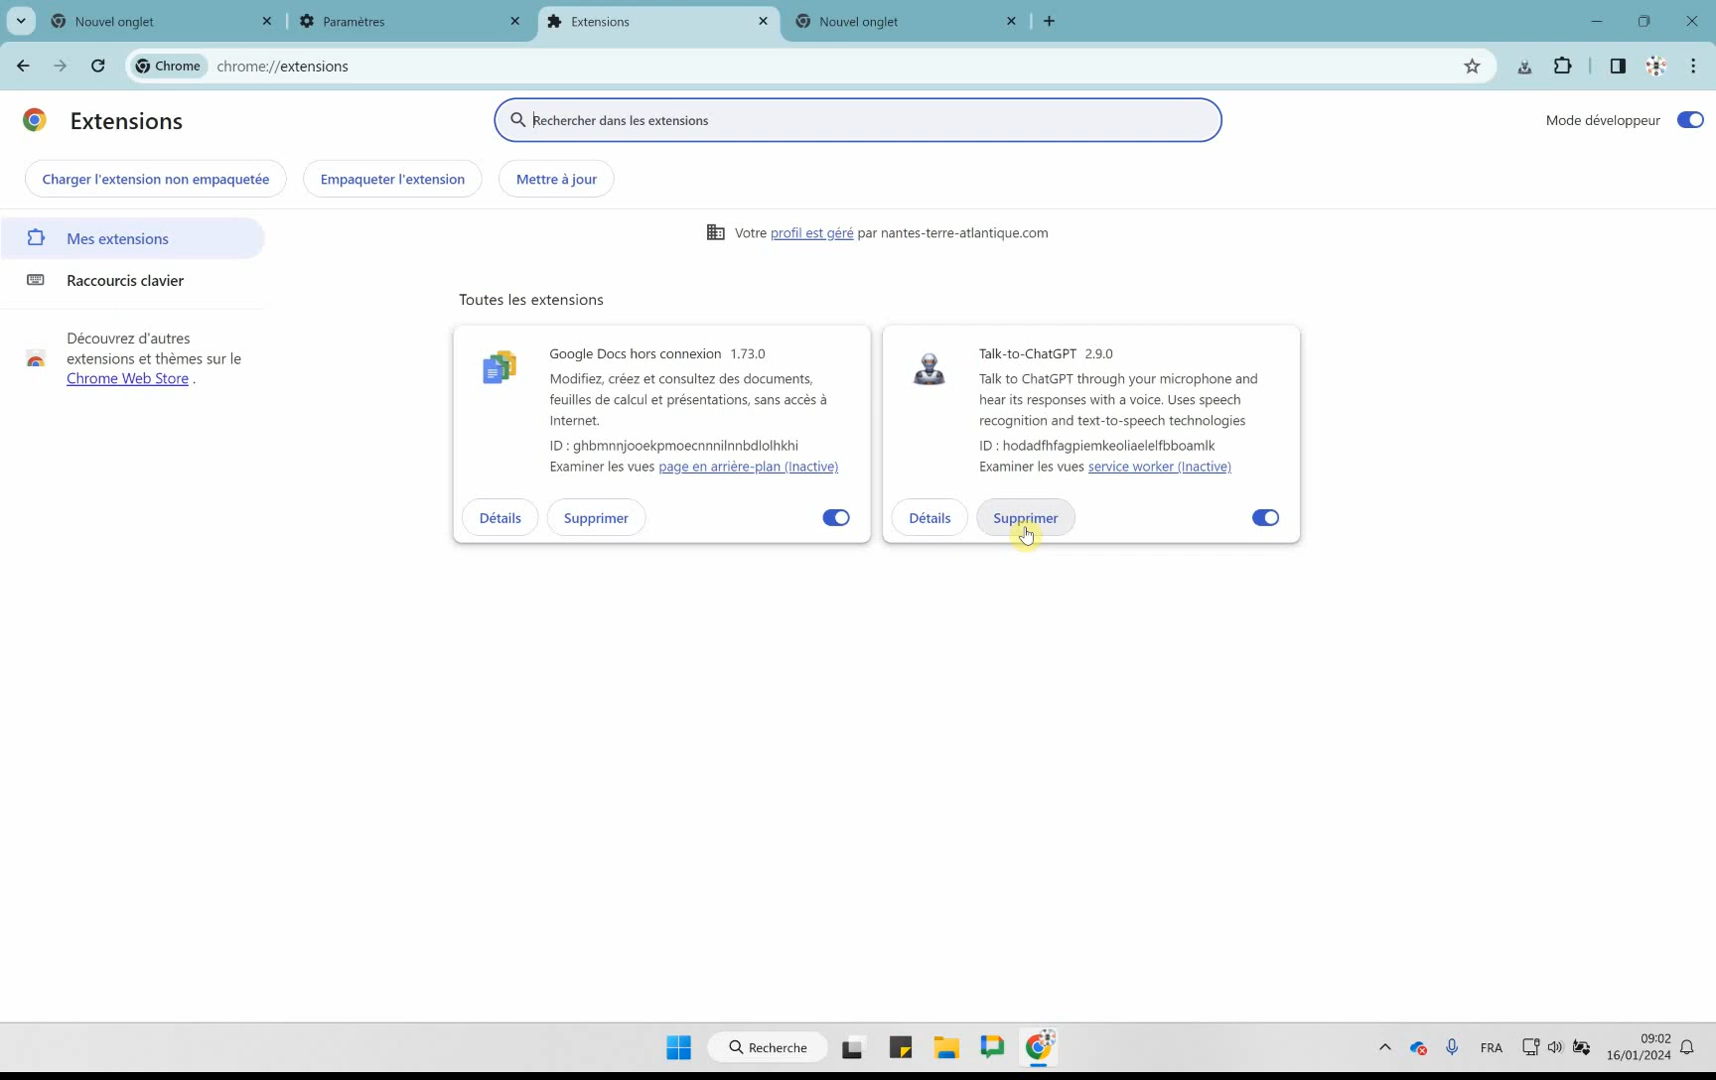 Nouvel onglet
Paramètres
Extensions
Nouvel onglet
Chrome
chrome://extensions
Extensions
Rechercher dans les extensions
Mode développeur
Charger l'extension non empaquetée
Empaqueter l'extension
Mettre à jour
Mes extensions
Raccourcis clavier
Découvrez d'autres
extensions et thèmes sur le
Chrome Web Store .
Votre profil est géré par nantes-terre-atlantique.com
Toutes les extensions
Google Docs hors connexion 1.73.0
Modifiez, créez et consultez des documents,
feuilles de calcul et présentations, sans accès à
Internet.
ID : ghbmnnjooekpmoecnnnilnnbdlolhkhi
Examiner les vues page en arrière-plan (Inactive)
Détails
Supprimer
Talk-to-ChatGPT 2.9.0
Talk to ChatGPT through your microphone and
hear its responses with a voice. Uses speech
recognition and text-to-speech technologies
ID : hodadfhfagpiemkeoliaelelfbboamlk
Examiner les vues service worker (Inactive)
Détails
Supprimer
Recherche
FRA
09:02
16/01/2024